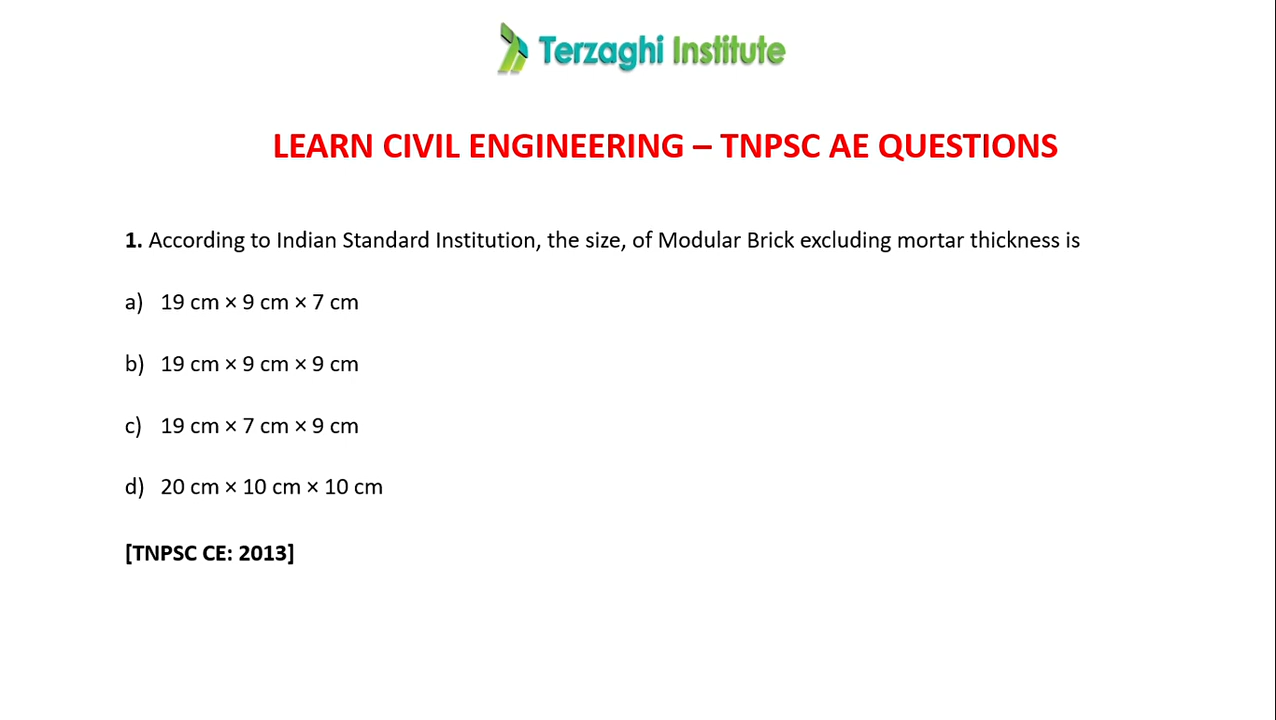 Terzaghi Institute
LEARN CIVIL ENGINEERING – TNPSC AE QUESTIONS
1. According to Indian Standard Institution, the size, of Modular Brick excluding mortar thickness is
a) 19 cm × 9 cm × 7 cm
b) 19 cm × 9 cm × 9 cm
c) 19 cm × 7 cm × 9 cm
d) 20 cm × 10 cm × 10 cm
[TNPSC CE: 2013]